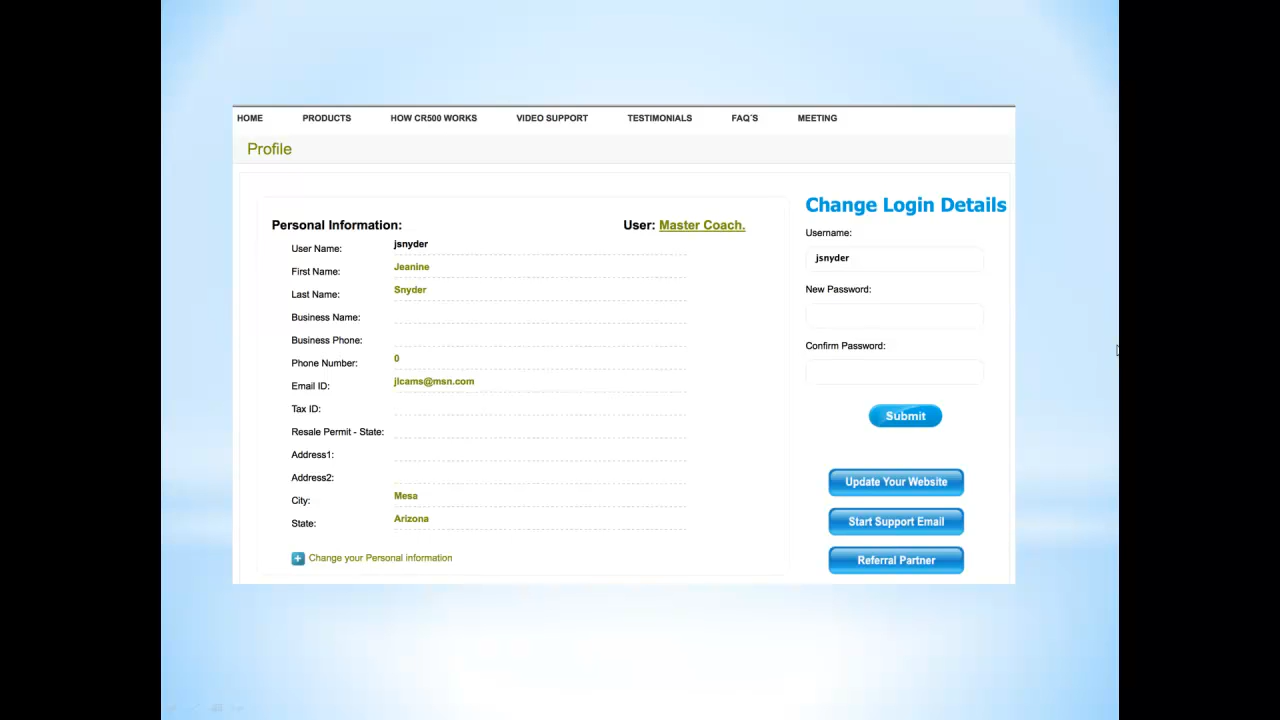 HOME PRODUCTS HOW CR500 WORKS VIDEO SUPPORT TESTIMONIALS FAQ´S MEETING
Profile
Personal Information: User: Master Coach.
User Name: jsnyder
First Name: Jeanine
Last Name: Snyder
Business Name:
Business Phone:
Phone Number: 0
Email ID: jlcams@msn.com
Tax ID:
Resale Permit - State:
Address1:
Address2:
City: Mesa
State: Arizona
Change your Personal information
Change Login Details
Username:
jsnyder
New Password:
Confirm Password:
Submit
Update Your Website
Start Support Email
Referral Partner